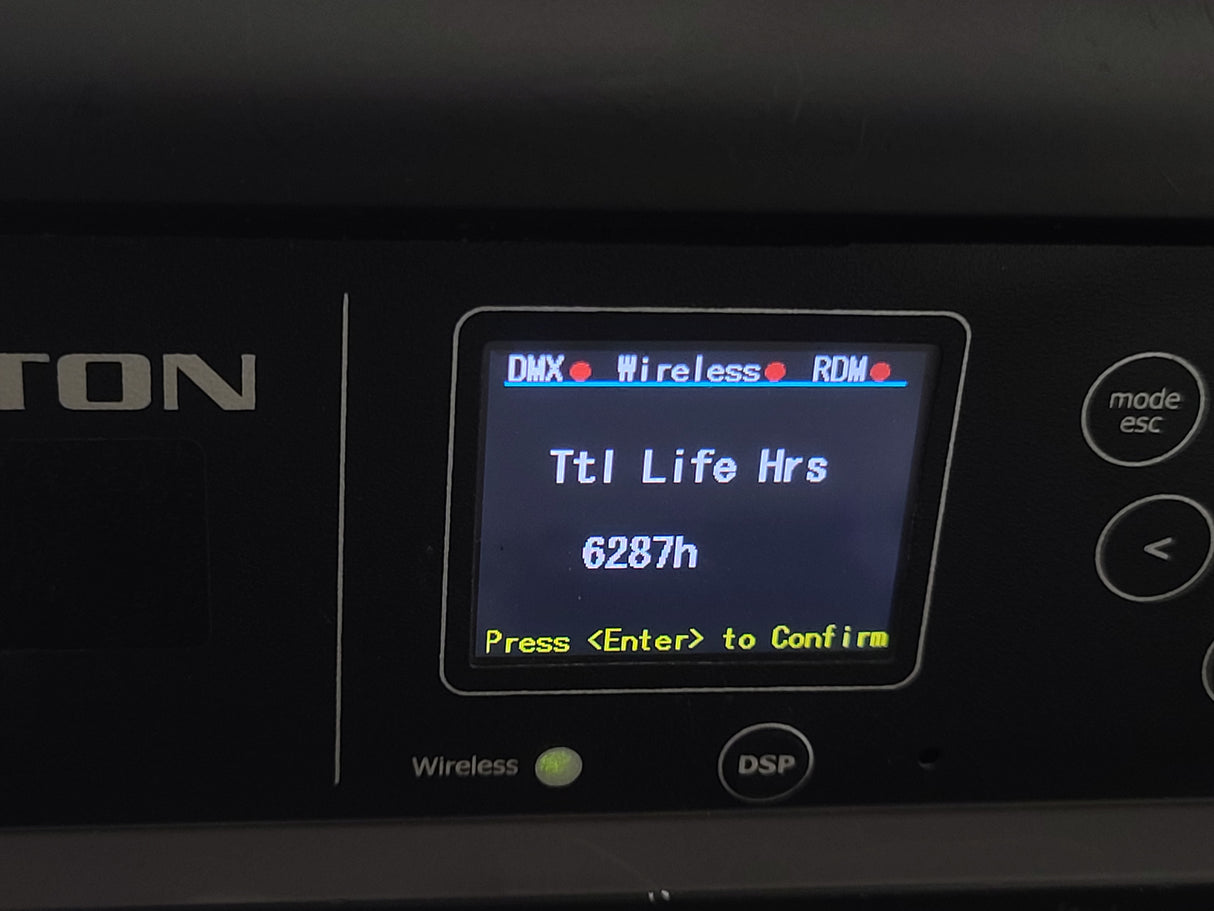 TON
DMX Wireless RDM
Ttl Life Hrs
6287h
Press <Enter> to Confirm
mode
esc
<
Wireless
DSP